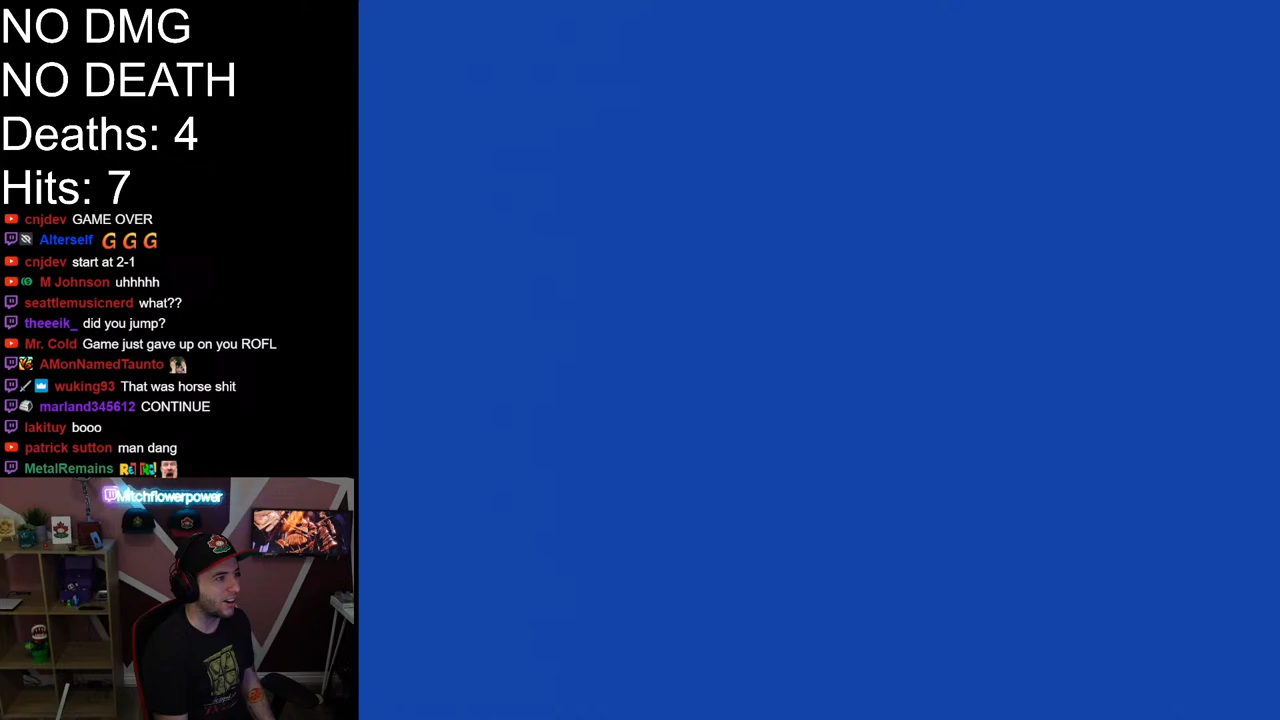 NO DMG
NO DEATH
Deaths: 4
Hits: 7
cnjdev GAME OVER
Alterself G G G
cnjdev start at 2-1
M Johnson uhhhhh
seattlemusicnerd what??
theeeik_ did you jump?
Mr. Cold Game just gave up on you ROFL
AMonNamedTaunto
wuking93 That was horse shit
marland345612 CONTINUE
lakituy booo
patrick sutton man dang
MetalRemains
Mitchflowerpower